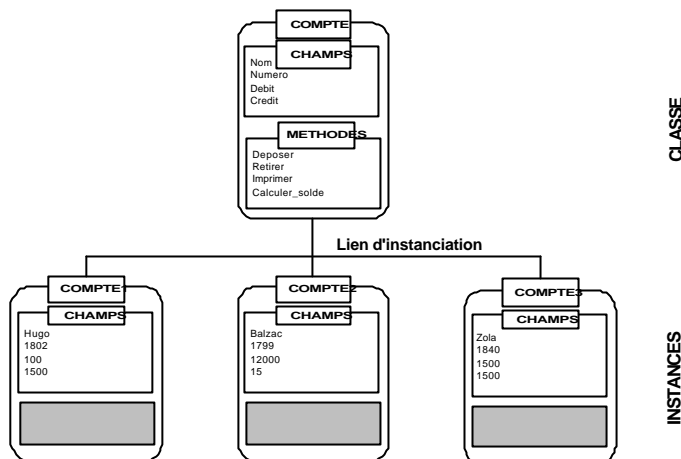 COMPTE
CHAMPS
Nom
Numero
Debit
Credit
METHODES
Deposer
Retirer
Imprimer
Calculer_solde
CLASSE
Lien d'instanciation
COMPTE1
CHAMPS
Hugo
1802
100
1500
COMPTE2
CHAMPS
Balzac
1799
12000
15
COMPTE3
CHAMPS
Zola
1840
1500
1500
INSTANCES